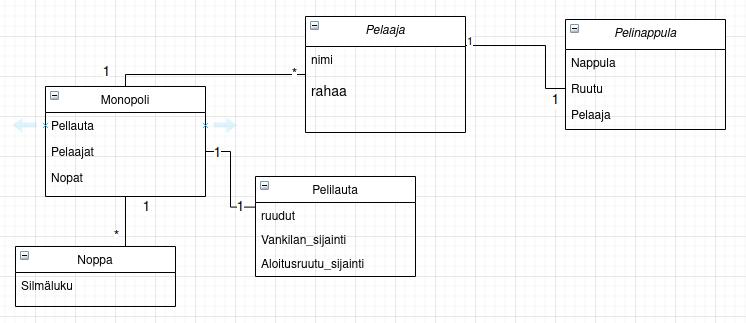 Pelaaja
nimi
rahaa
1
*
1
1
Pelinappula
Nappula
Ruutu
Pelaaja
Monopoli
Pellauta
Pelaajat
Nopat
1
1
1
*
Pelilauta
ruudut
Vankilan_sijainti
Aloitusruutu_sijainti
Noppa
Silmäluku